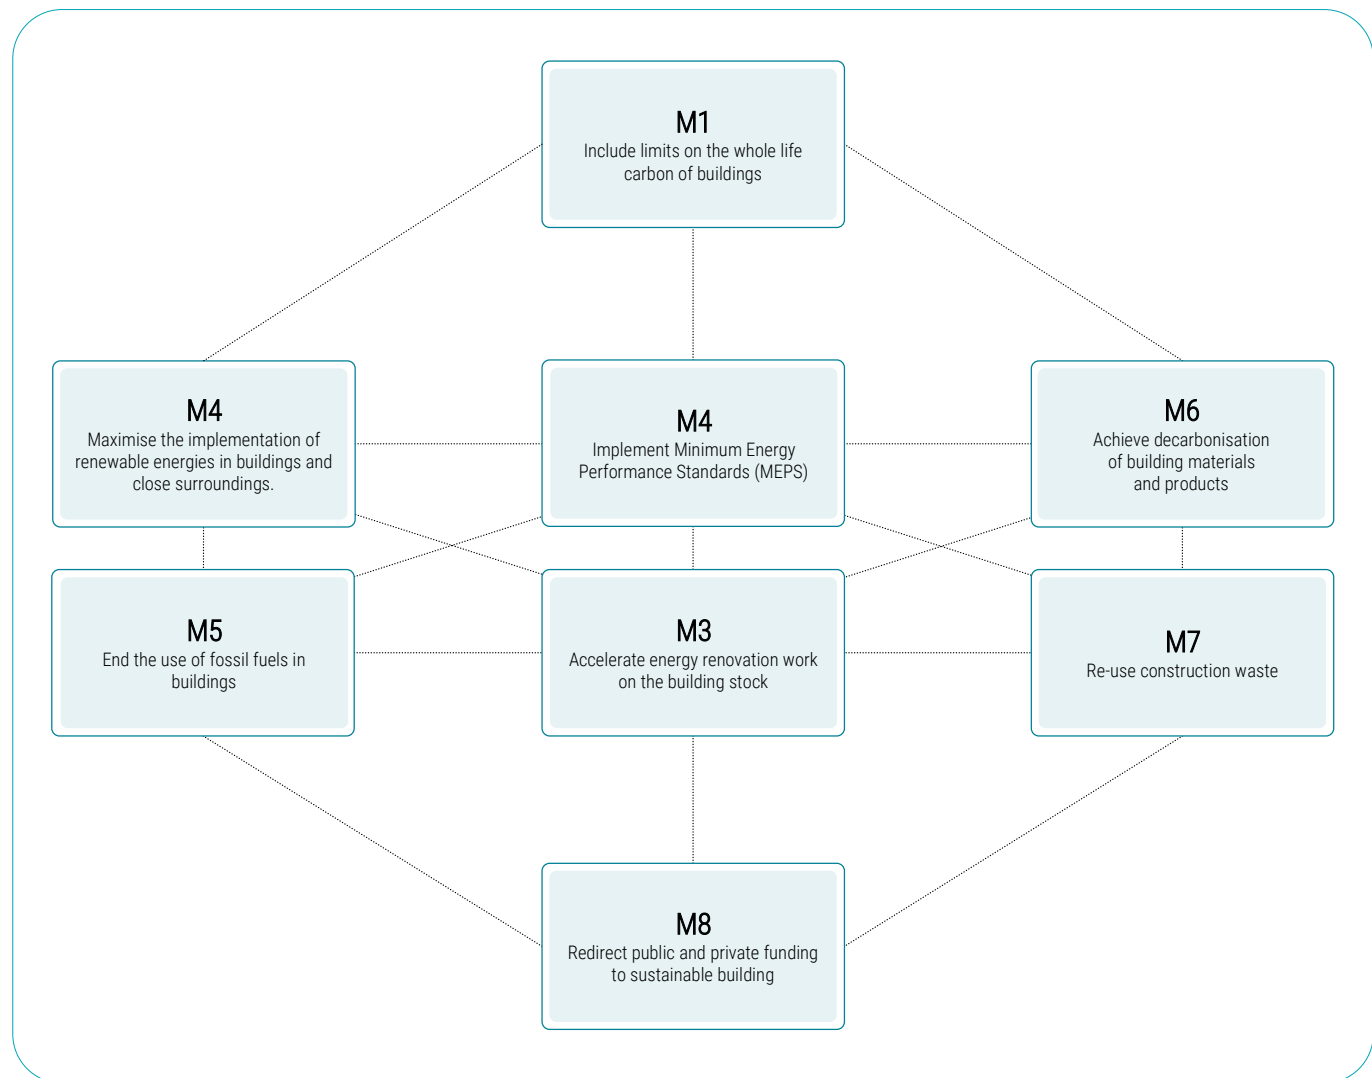 M1
Include limits on the whole life
carbon of buildings
M4
Maximise the implementation of
renewable energies in buildings and
close surroundings.
M4
Implement Minimum Energy
Performance Standards (MEPS)
M6
Achieve decarbonisation
of building materials
and products
M5
End the use of fossil fuels in
buildings
M3
Accelerate energy renovation work
on the building stock
M7
Re-use construction waste
M8
Redirect public and private funding
to sustainable building